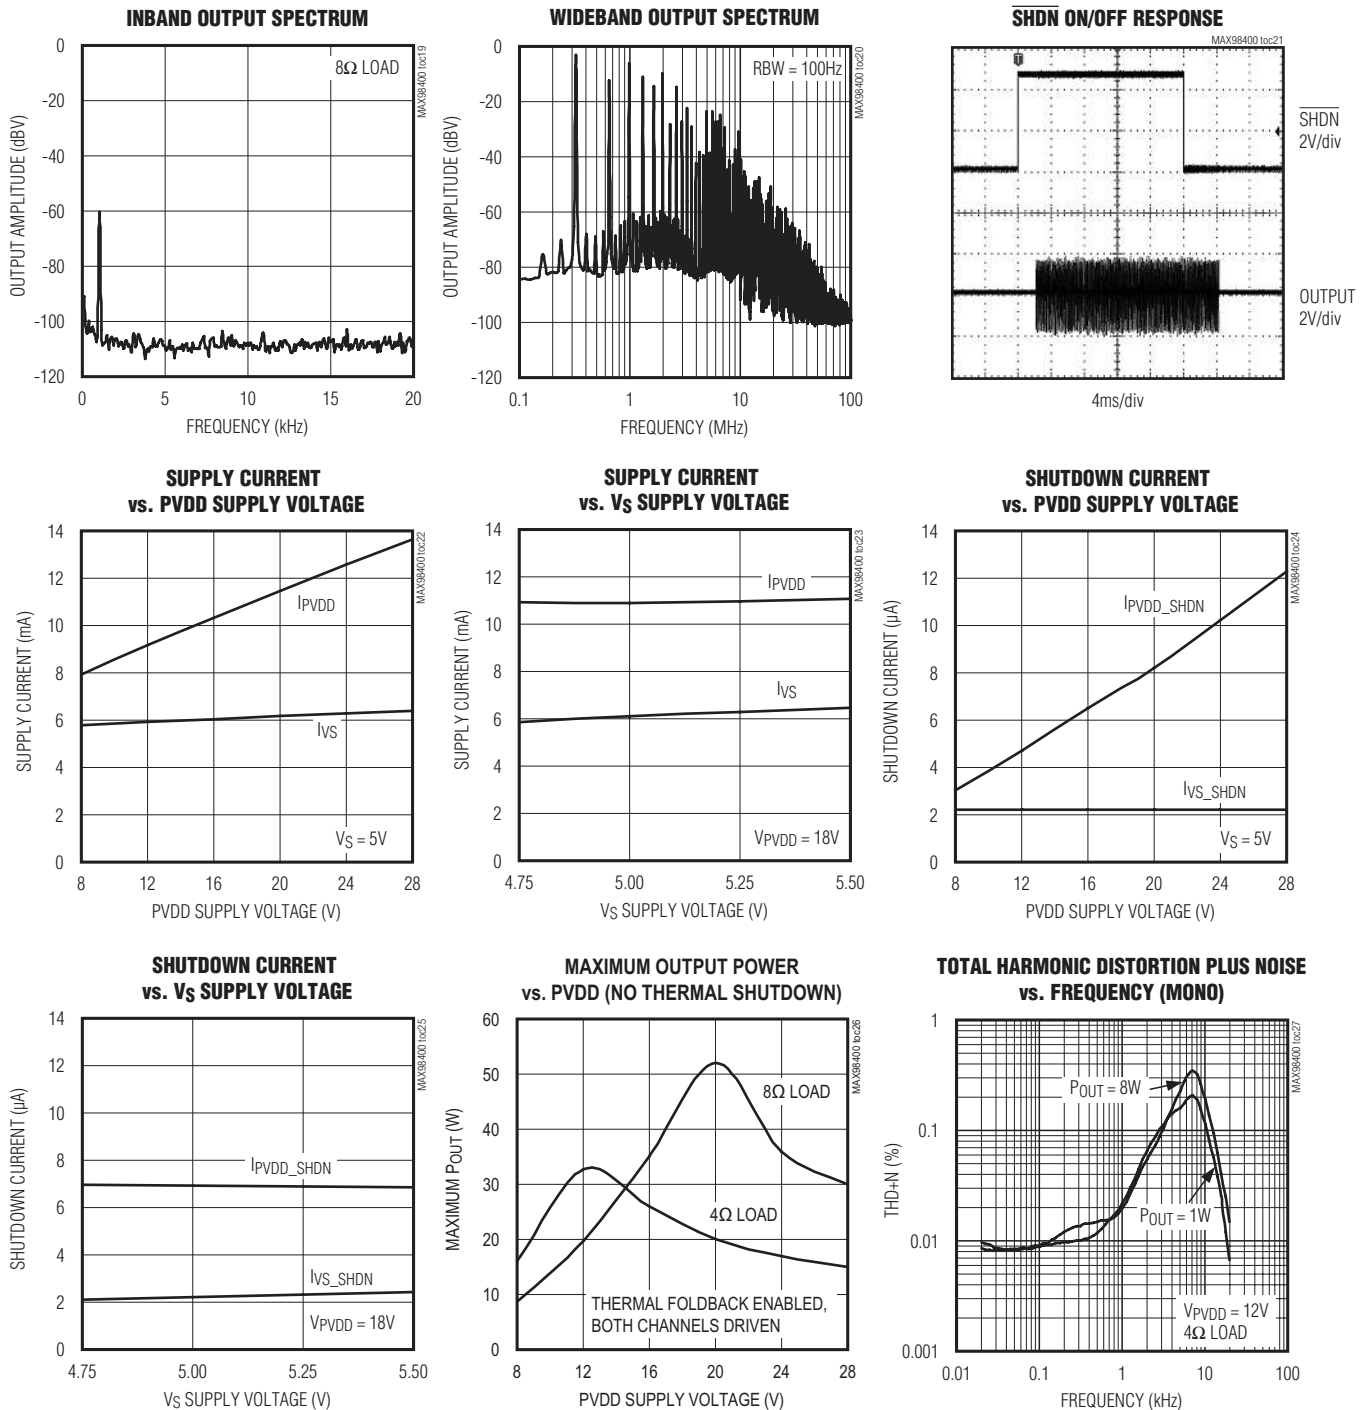 INBAND OUTPUT SPECTRUM
0
-20
-40
-60
-80
-100
-120
OUTPUT AMPLITUDE (dBV)
8Ω LOAD
MAX98400 toc19
0 5 10 15 20
FREQUENCY (kHz)
WIDEBAND OUTPUT SPECTRUM
0
-20
-40
-60
-80
-100
-120
OUTPUT AMPLITUDE (dBV)
RBW = 100Hz
MAX98400 toc20
0.1 1 10 100
FREQUENCY (MHz)
SHDN ON/OFF RESPONSE
MAX98400 toc21
SHDN
2V/div
OUTPUT
2V/div
4ms/div
SUPPLY CURRENT
vs. PVDD SUPPLY VOLTAGE
14
12
10
8
6
4
2
0
SUPPLY CURRENT (mA)
IPVDD
IVS
VS = 5V
MAX98400 toc22
8 12 16 20 24 28
PVDD SUPPLY VOLTAGE (V)
SUPPLY CURRENT
vs. VS SUPPLY VOLTAGE
14
12
10
8
6
4
2
0
SUPPLY CURRENT (mA)
IPVDD
IVS
VPVDD = 18V
MAX98400 toc23
4.75 5.00 5.25 5.50
VS SUPPLY VOLTAGE (V)
SHUTDOWN CURRENT
vs. PVDD SUPPLY VOLTAGE
14
12
10
8
6
4
2
0
SHUTDOWN CURRENT (μA)
IPVDD_SHDN
IVS_SHDN
VS = 5V
MAX98400 toc24
8 12 16 20 24 28
PVDD SUPPLY VOLTAGE (V)
SHUTDOWN CURRENT
vs. VS SUPPLY VOLTAGE
14
12
10
8
6
4
2
0
SHUTDOWN CURRENT (μA)
IPVDD_SHDN
IVS_SHDN
VPVDD = 18V
MAX98400 toc25
4.75 5.00 5.25 5.50
VS SUPPLY VOLTAGE (V)
MAXIMUM OUTPUT POWER
vs. PVDD (NO THERMAL SHUTDOWN)
60
50
40
30
20
10
0
MAXIMUM POUT (W)
8Ω LOAD
4Ω LOAD
THERMAL FOLDBACK ENABLED,
BOTH CHANNELS DRIVEN
MAX98400 toc26
8 12 16 20 24 28
PVDD SUPPLY VOLTAGE (V)
TOTAL HARMONIC DISTORTION PLUS NOISE
vs. FREQUENCY (MONO)
1
0.1
0.01
0.001
THD+N (%)
POUT = 8W
POUT = 1W
VPVDD = 12V
4Ω LOAD
MAX98400 toc27
0.01 0.1 1 10 100
FREQUENCY (kHz)